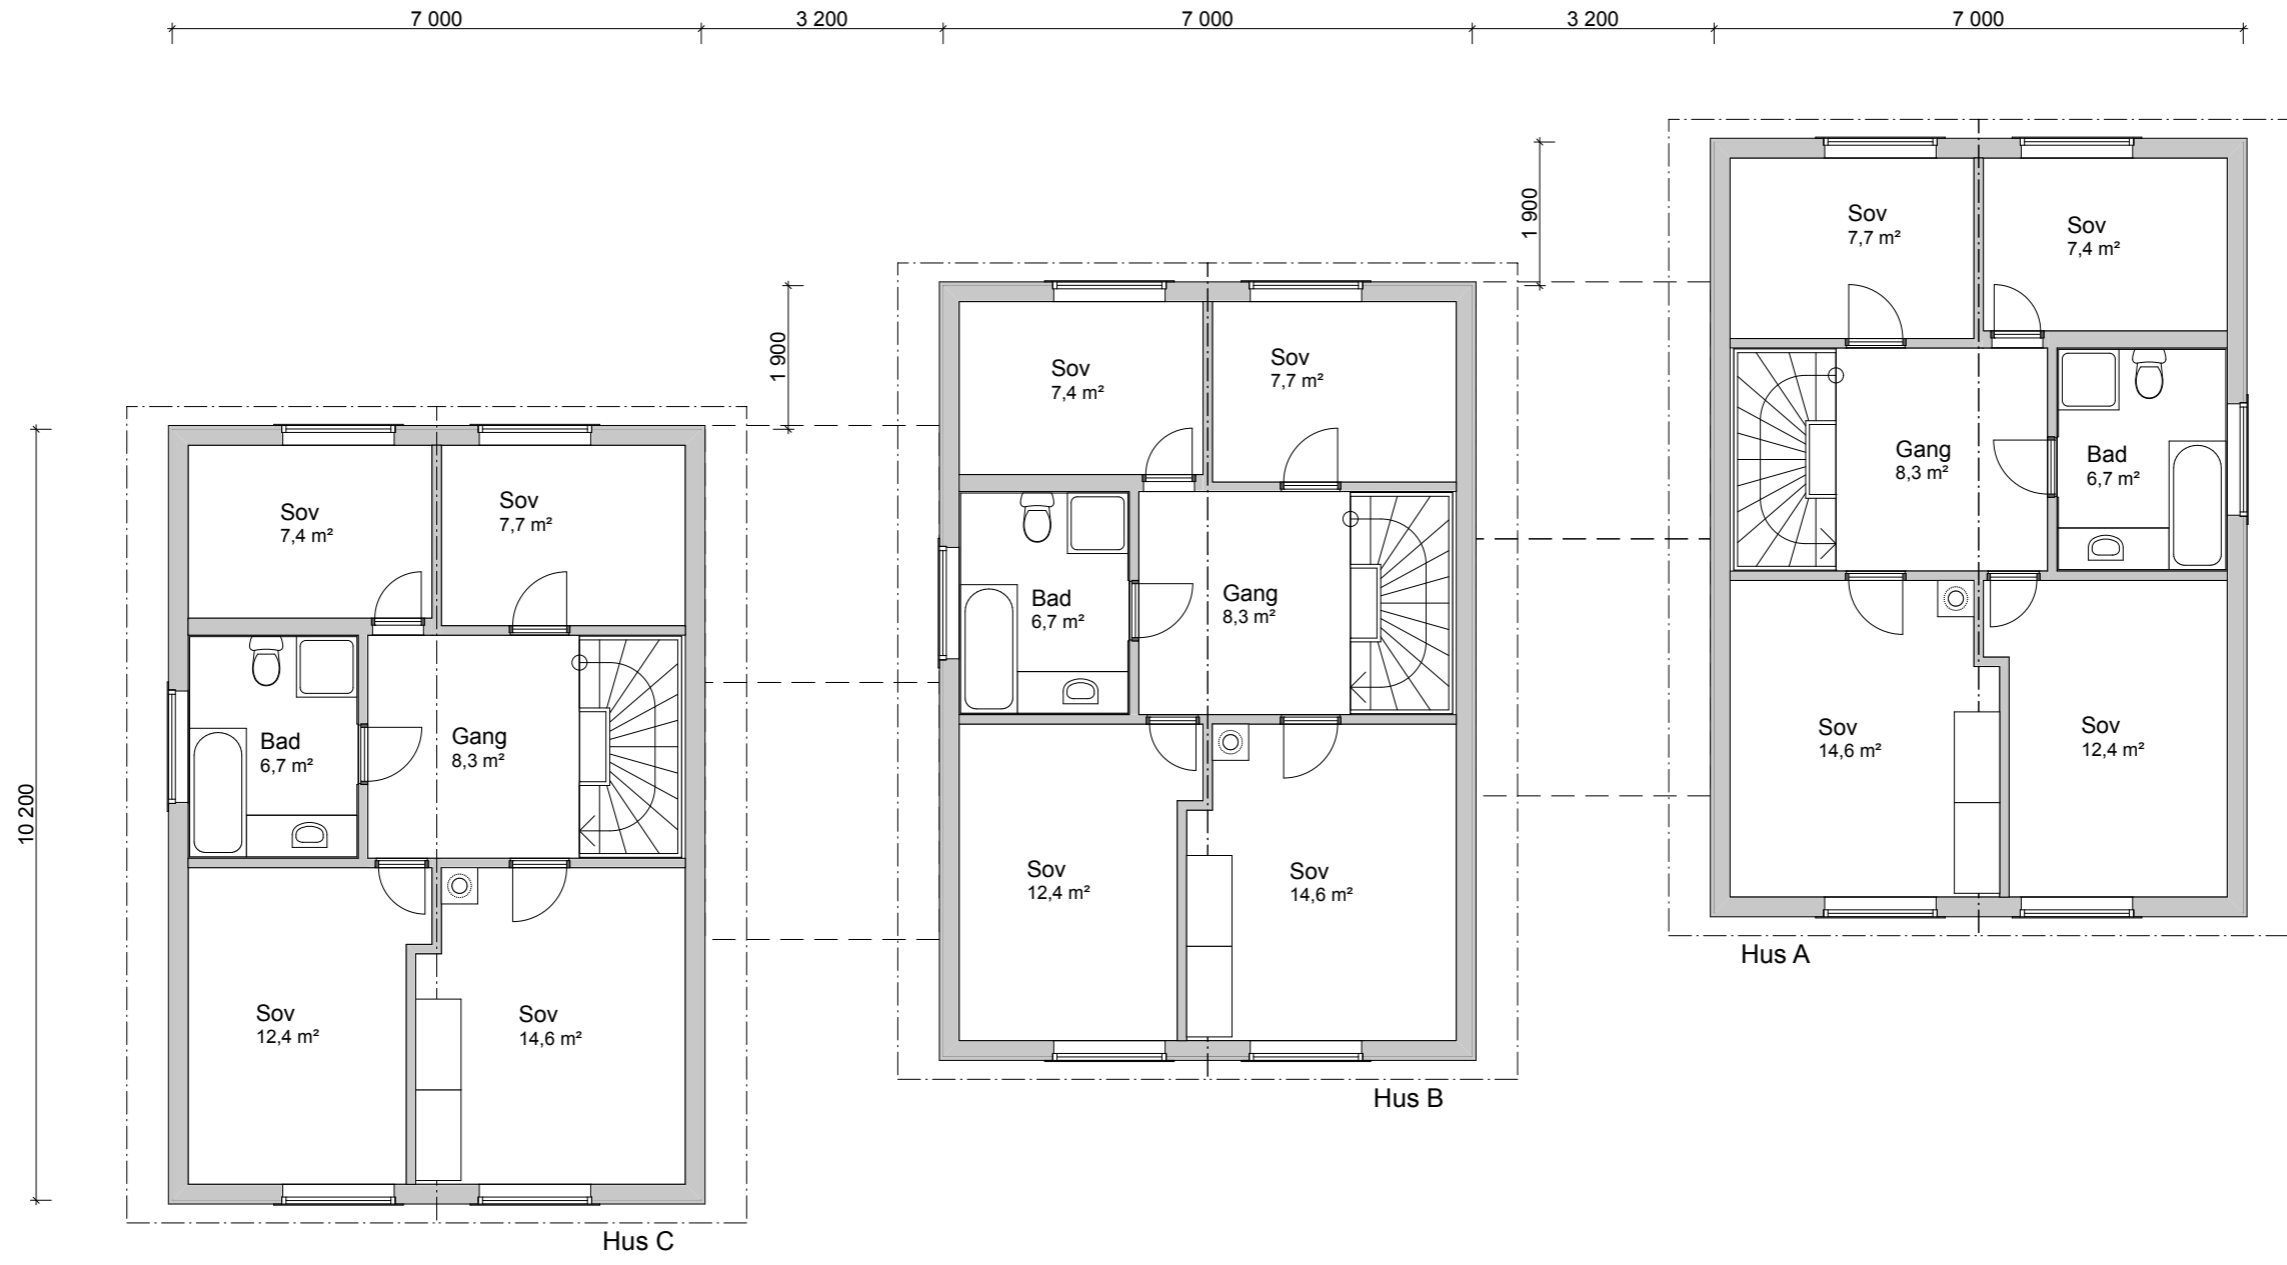 7 000
3 200
7 000
3 200
7 000
1 900
1 900
10 200
Sov
7,7 m²
Sov
7,4 m²
Gang
8,3 m²
Bad
6,7 m²
Sov
14,6 m²
Sov
12,4 m²
Hus A
Sov
7,4 m²
Sov
7,7 m²
Bad
6,7 m²
Gang
8,3 m²
Sov
12,4 m²
Sov
14,6 m²
Hus B
Sov
7,4 m²
Sov
7,7 m²
Bad
6,7 m²
Gang
8,3 m²
Sov
12,4 m²
Sov
14,6 m²
Hus C